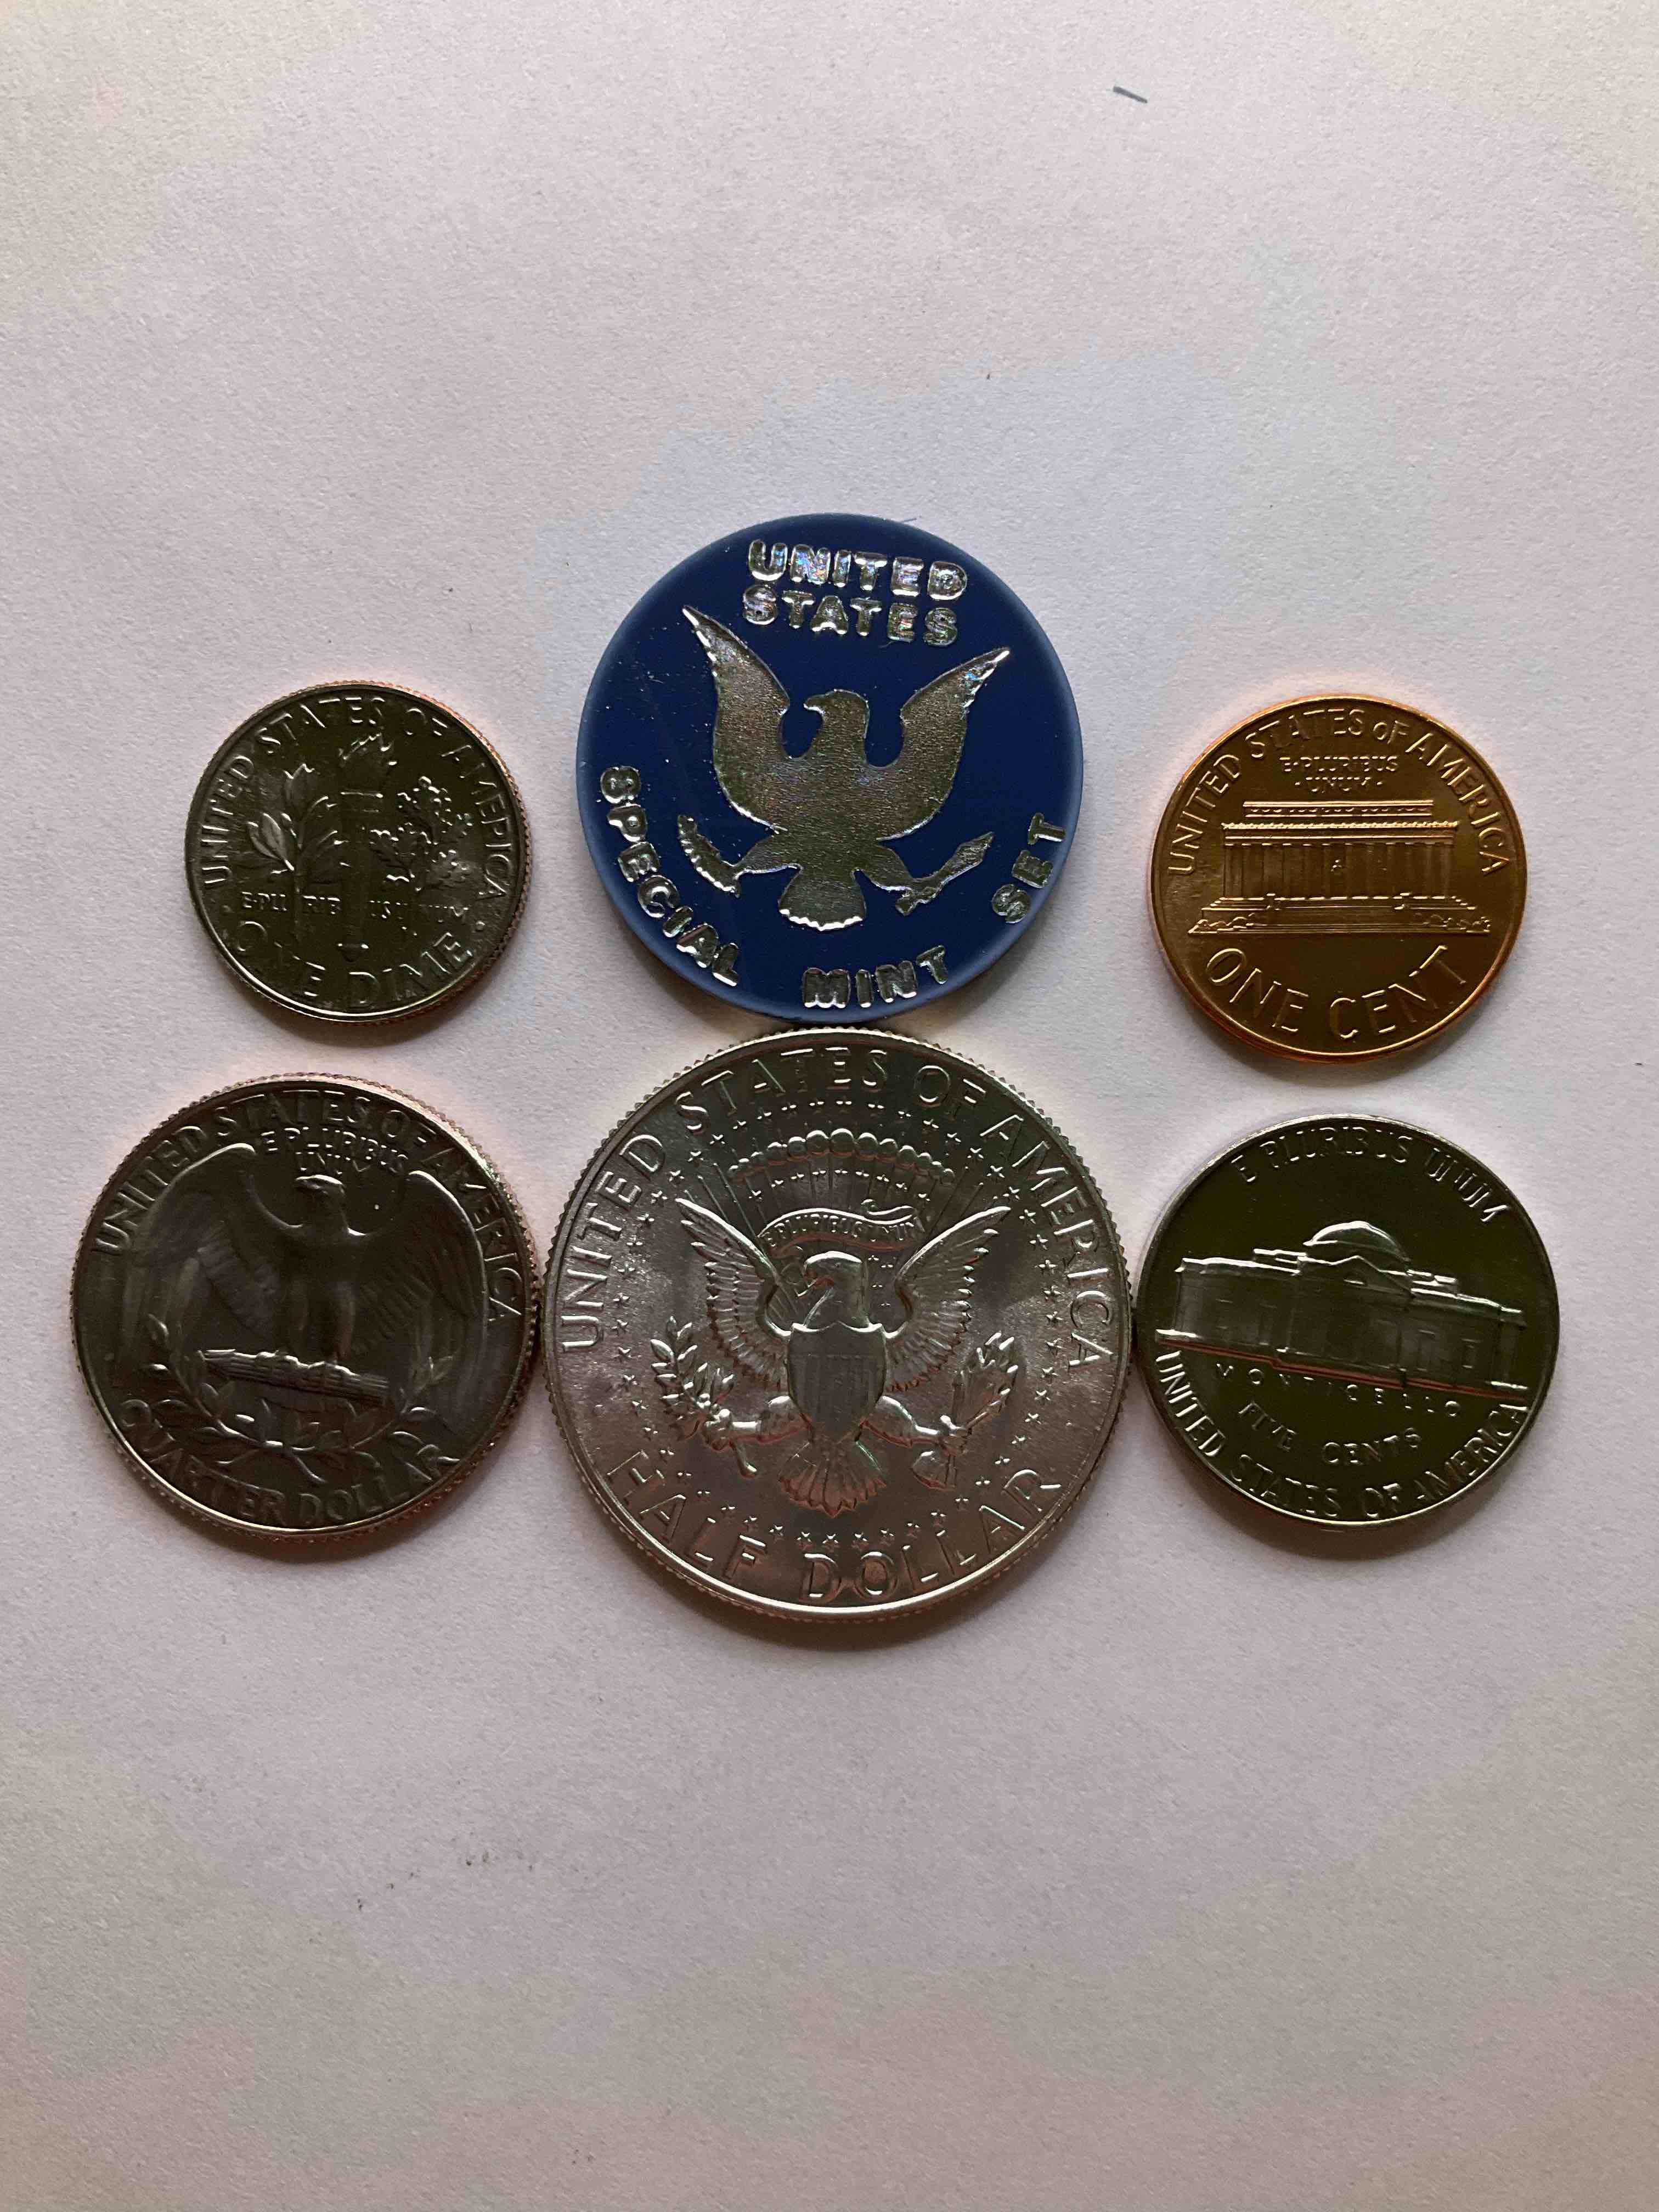 UNITED
STATES
SPECIAL MINT SET
UNITED STATES OF AMERICA
E PLURIBUS UNUM
ONE DIME
UNITED STATES OF AMERICA
E·PLURIBUS
·UNUM·
ONE CENT
UNITED STATES OF AMERICA
E PLURIBUS
UNUM
QUARTER DOLLAR
UNITED STATES OF AMERICA
E PLURIBUS UNUM
HALF DOLLAR
E PLURIBUS UNUM
MONTICELLO
FIVE CENTS
UNITED STATES OF AMERICA